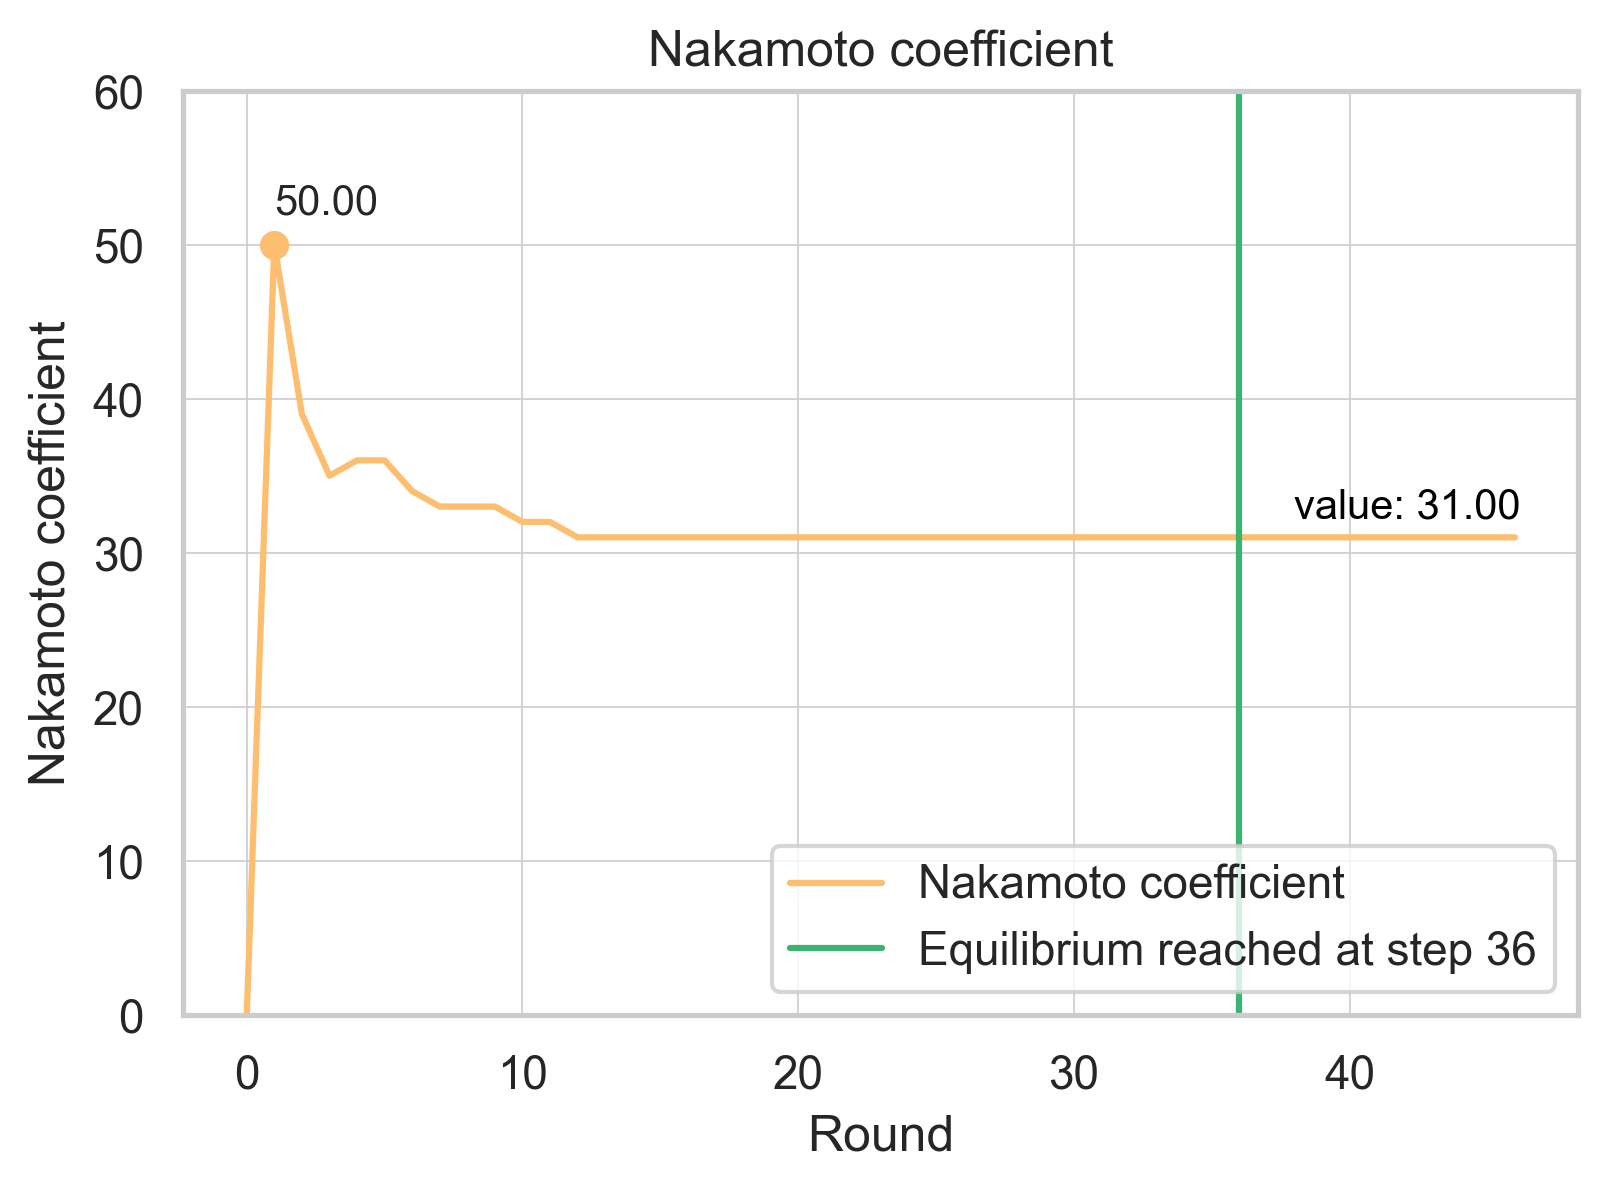 Nakamoto coefficient
60
50
40
30
20
10
0
Nakamoto coefficient
50.00
value: 31.00
Nakamoto coefficient
Equilibrium reached at step 36
0 10 20 30 40
Round